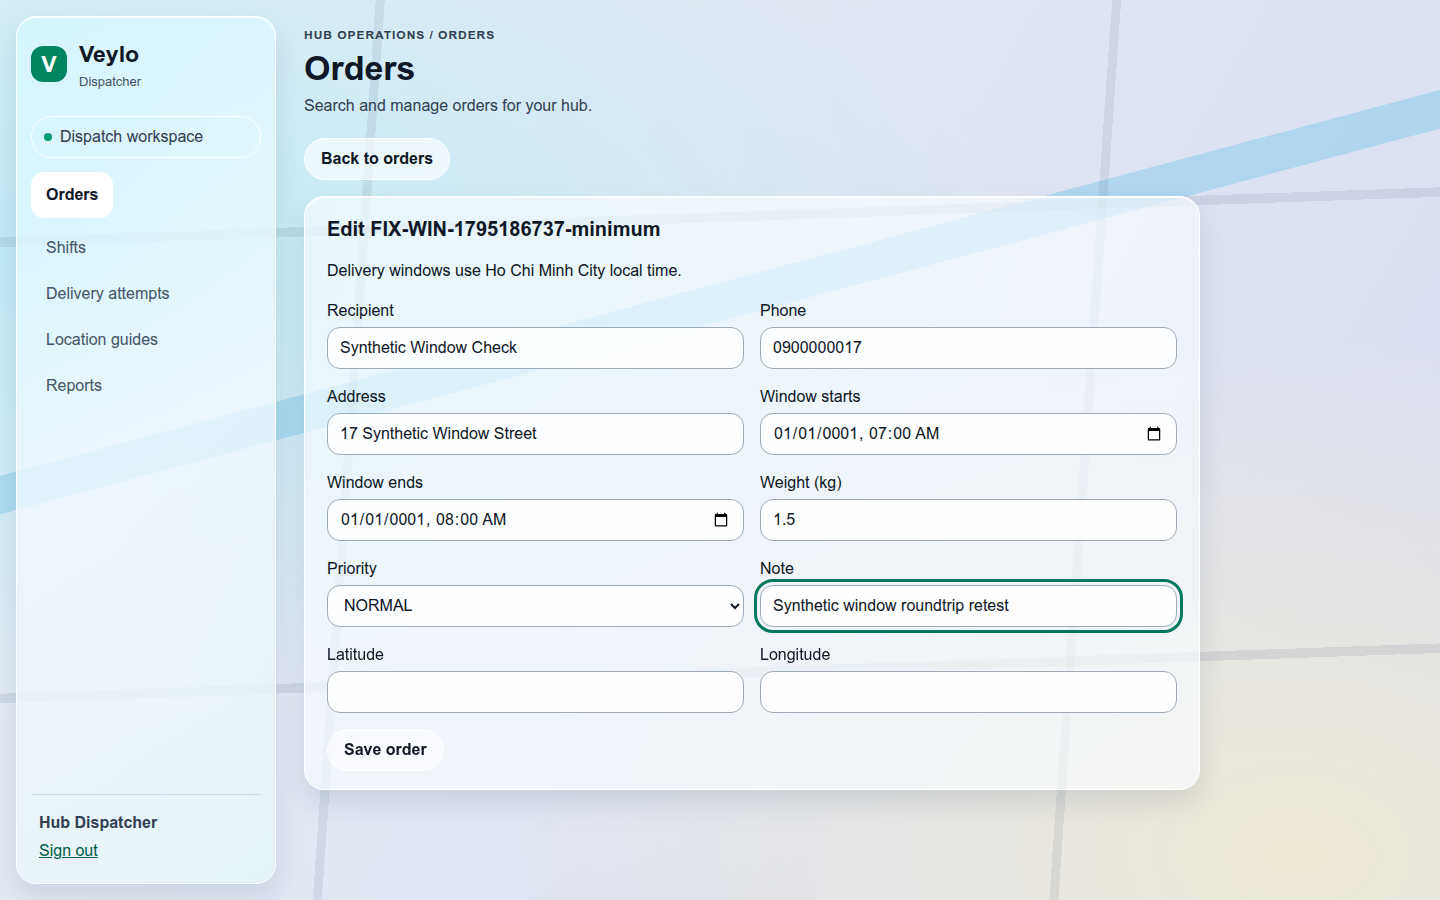 V
Veylo
Dispatcher
Dispatch workspace
Orders
Shifts
Delivery attempts
Location guides
Reports
Hub Dispatcher
Sign out
HUB OPERATIONS / ORDERS
Orders
Search and manage orders for your hub.
Back to orders
Edit FIX-WIN-1795186737-minimum
Delivery windows use Ho Chi Minh City local time.
Recipient
Synthetic Window Check
Phone
0900000017
Address
17 Synthetic Window Street
Window starts
01/01/0001, 07:00 AM
Window ends
01/01/0001, 08:00 AM
Weight (kg)
1.5
Priority
NORMAL
Note
Synthetic window roundtrip retest
Latitude
Longitude
Save order